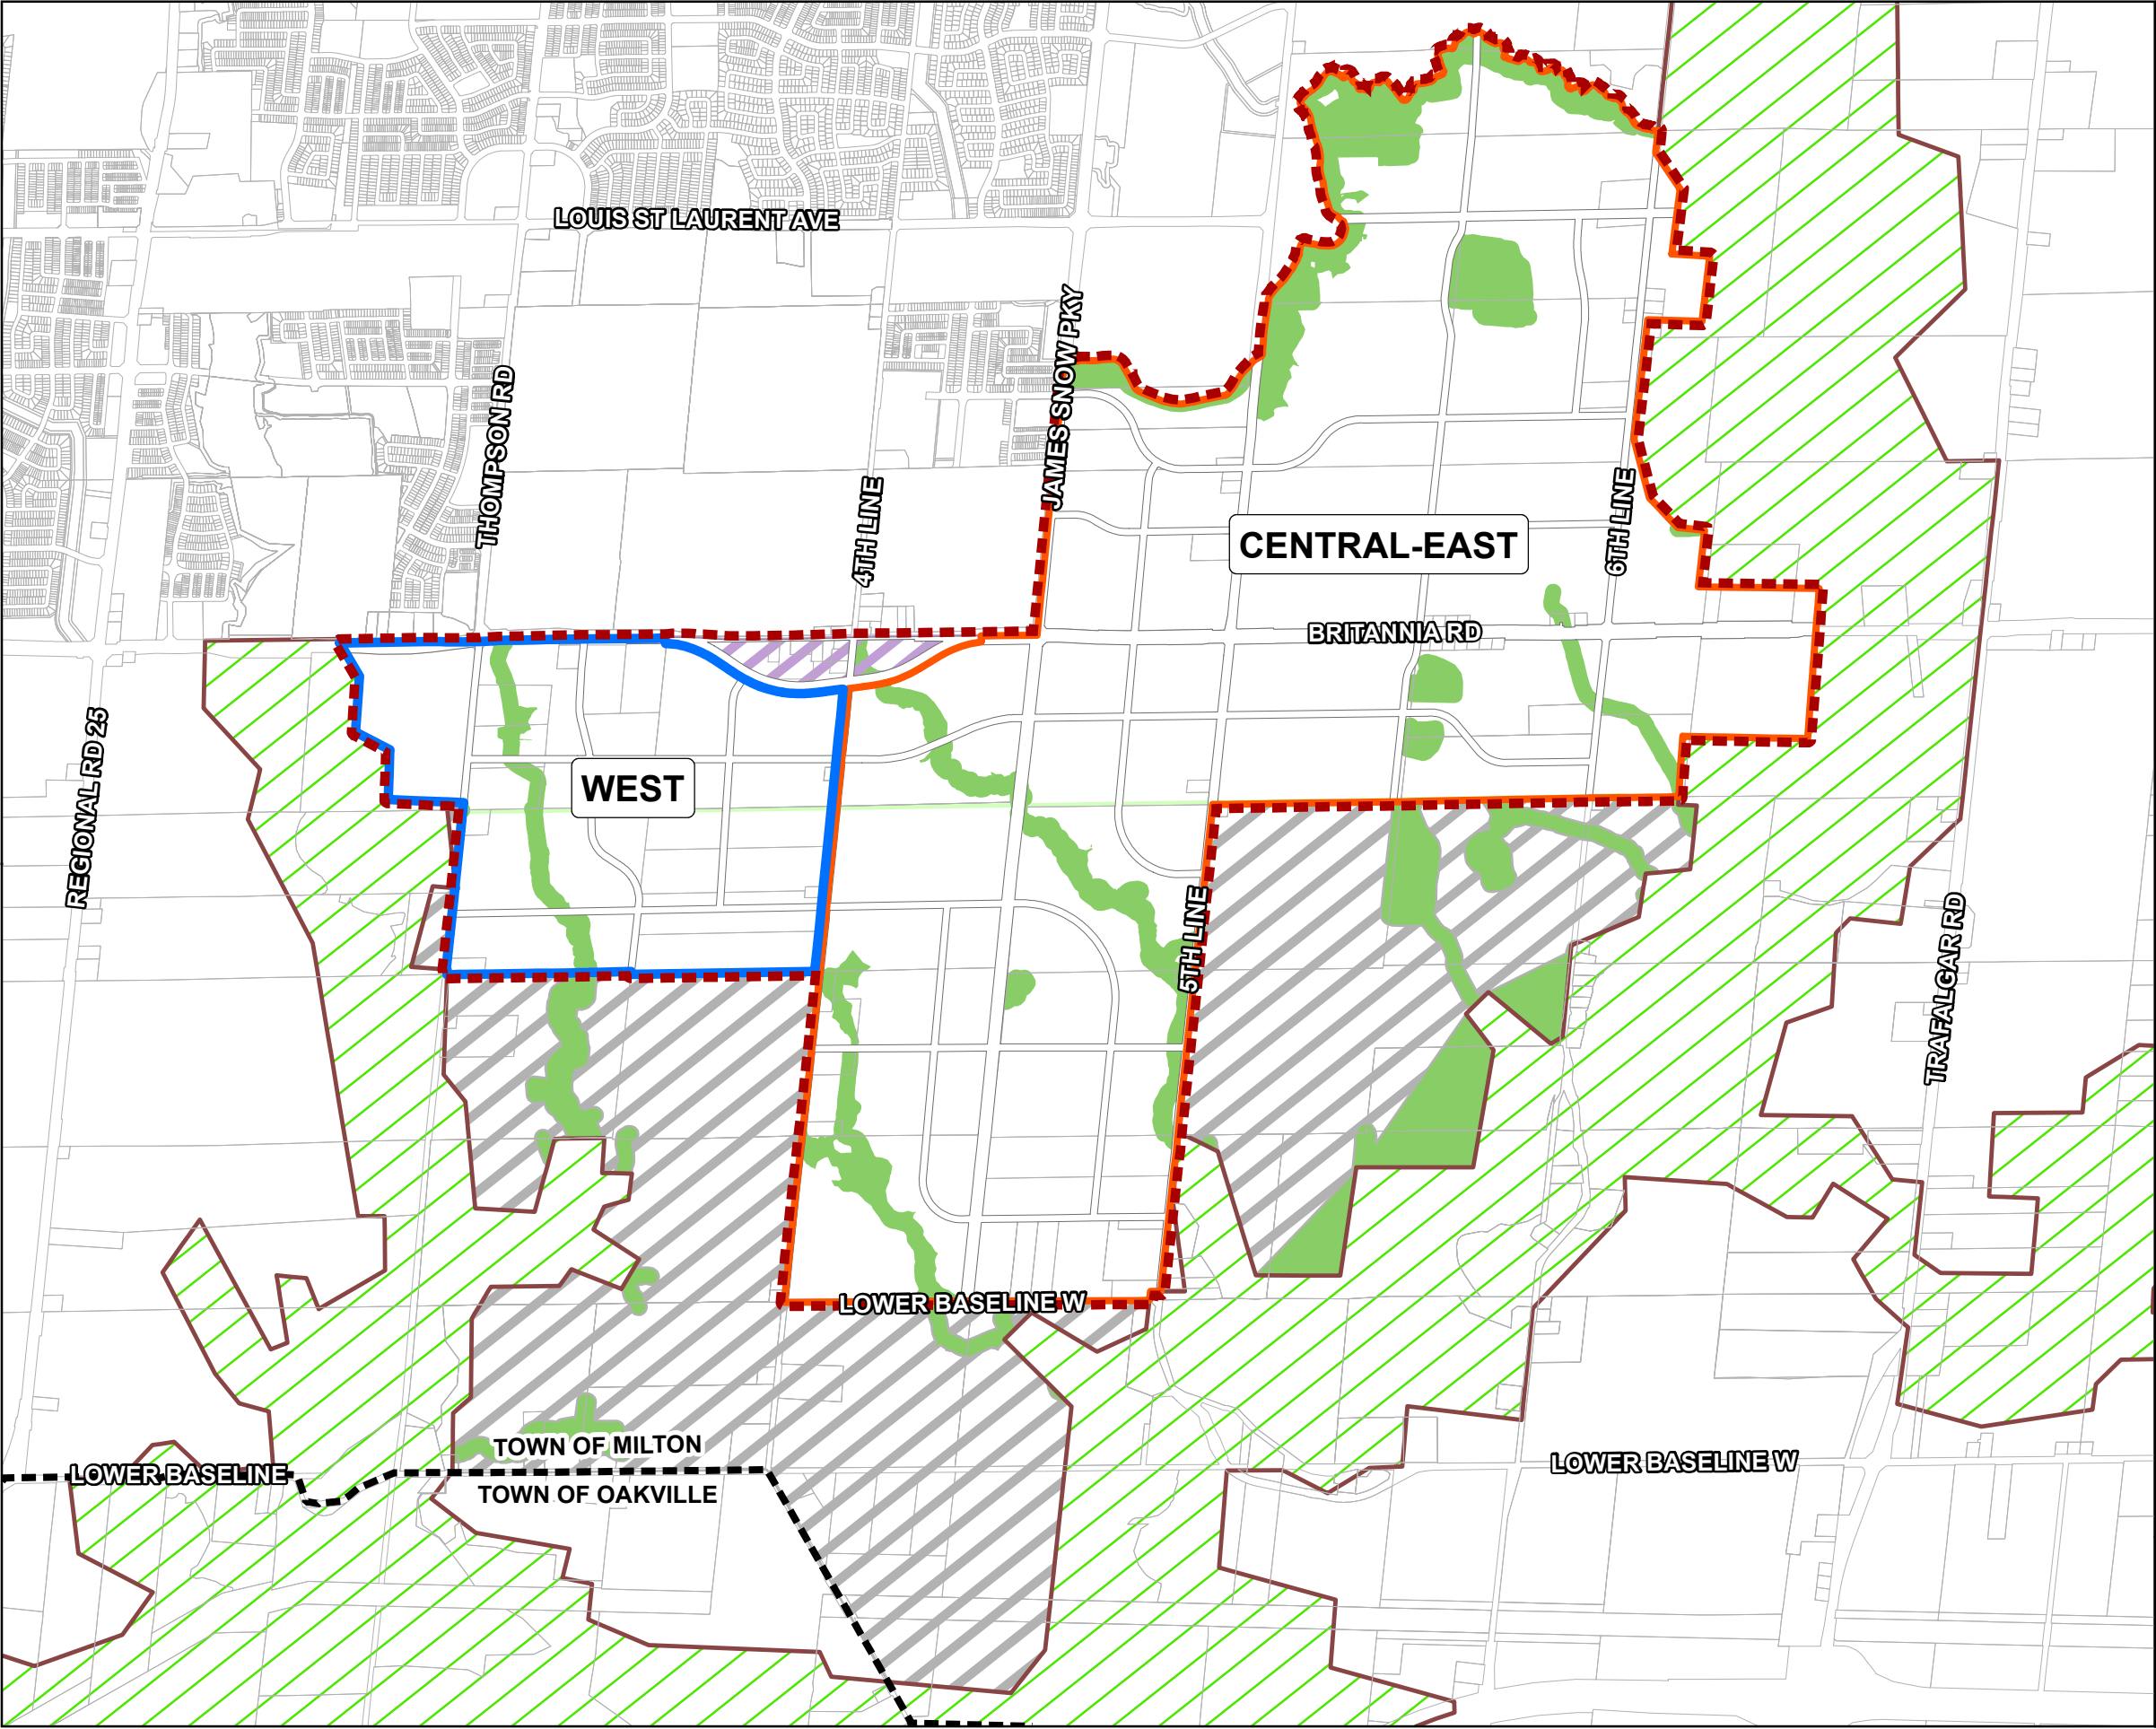 LOUIS ST LAURENT AVE
JAMES SNOW PKY
THOMPSON RD
4TH LINE
6TH LINE
CENTRAL-EAST
BRITANNIA RD
REGIONAL RD 25
WEST
5TH LINE
TRAFALGAR RD
LOWER BASELINE W
TOWN OF MILTON
LOWER BASELINE
TOWN OF OAKVILLE
LOWER BASELINE W